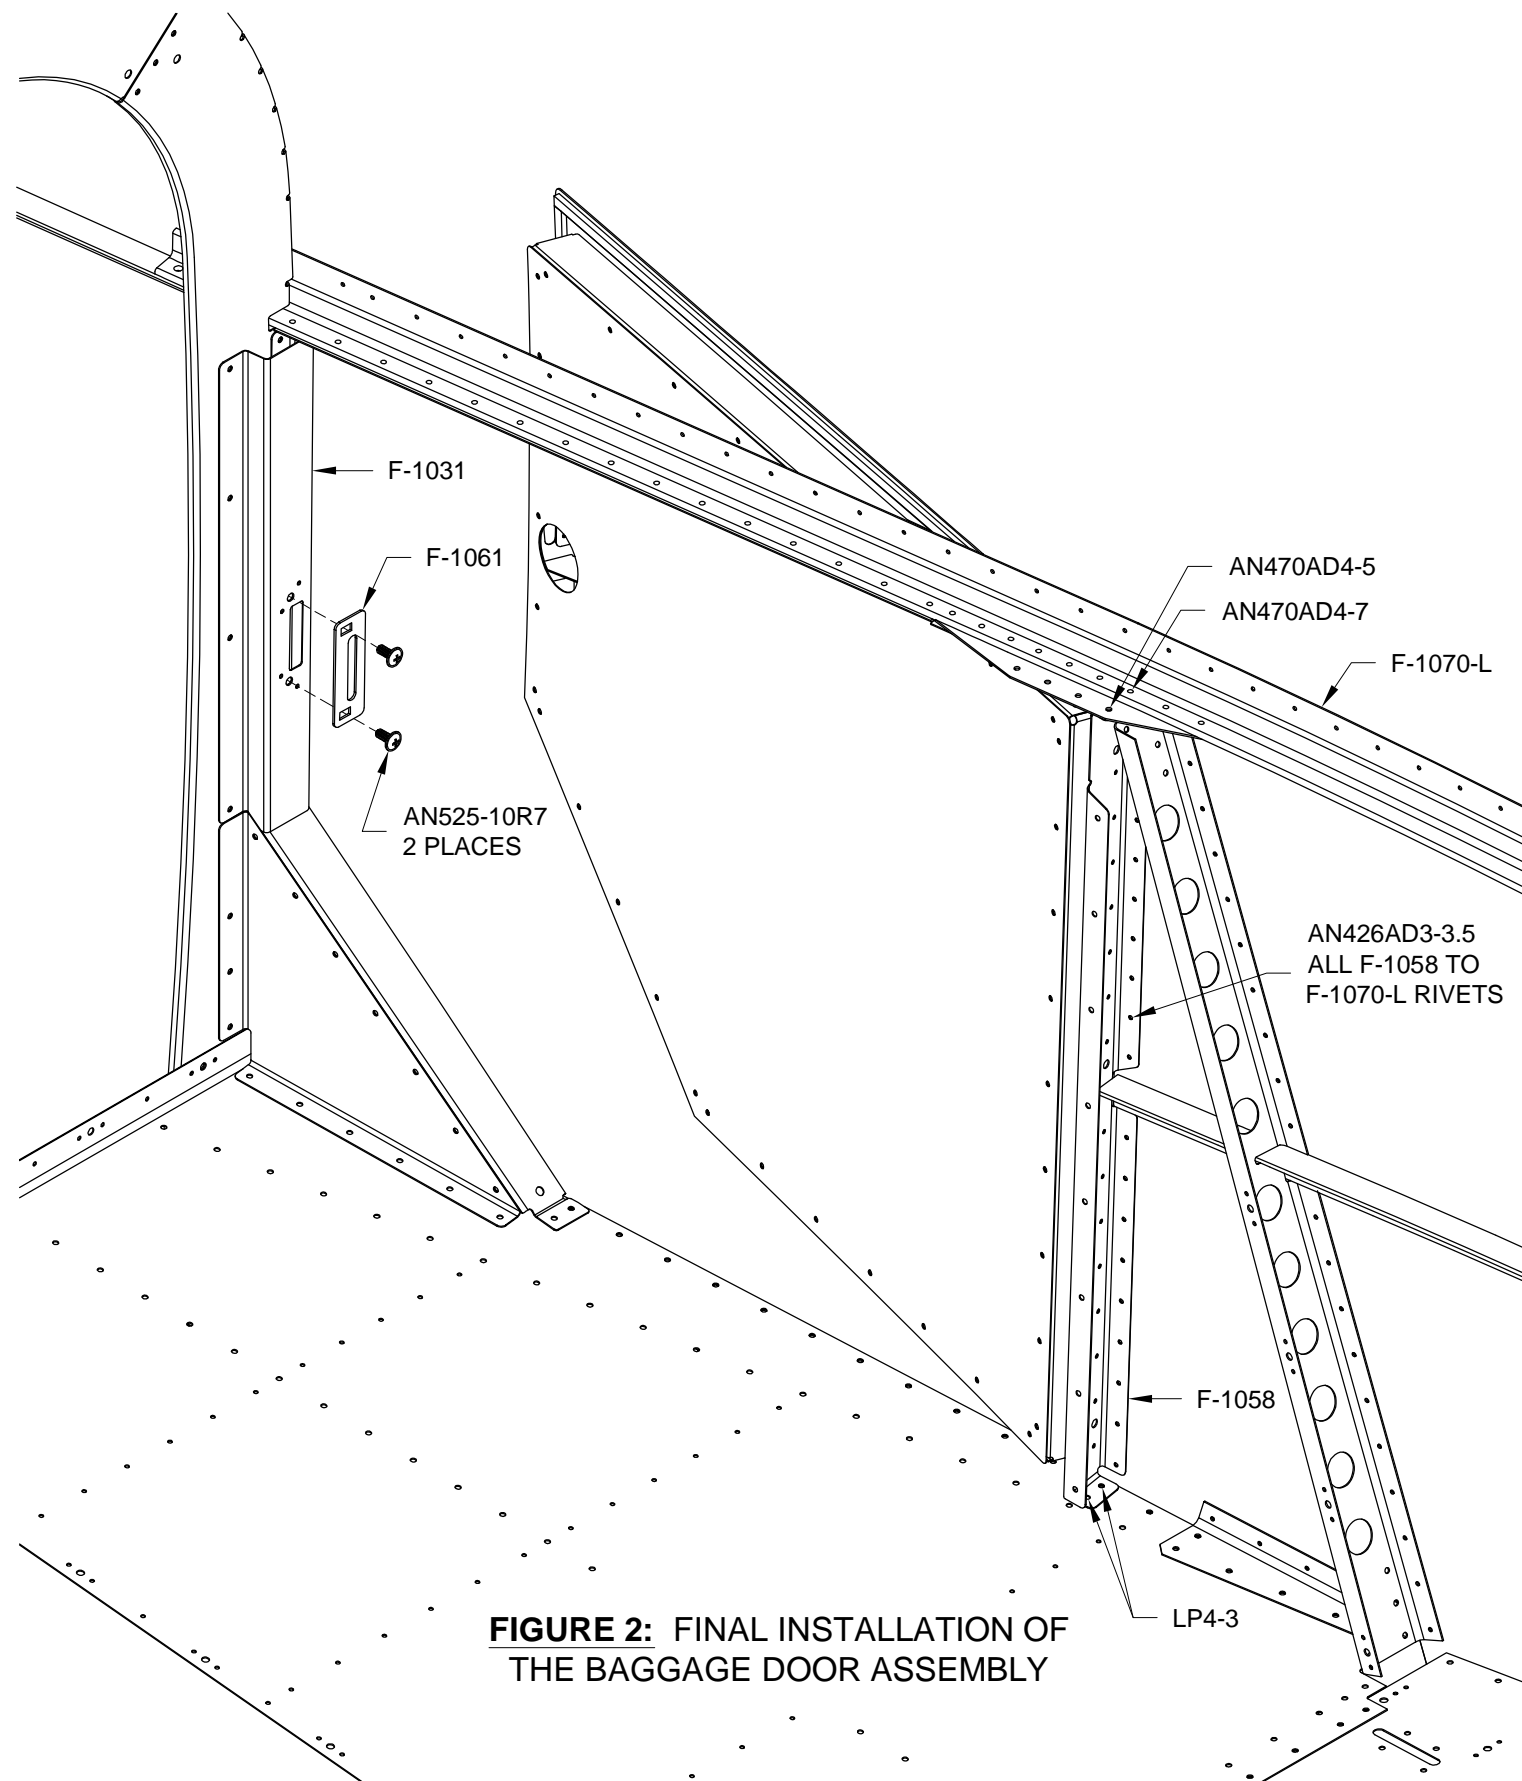 F-1031
F-1061
AN470AD4-5
AN470AD4-7
F-1070-L
AN525-10R7
2 PLACES
AN426AD3-3.5
ALL F-1058 TO
F-1070-L RIVETS
F-1058
LP4-3
FIGURE 2: FINAL INSTALLATION OF
THE BAGGAGE DOOR ASSEMBLY